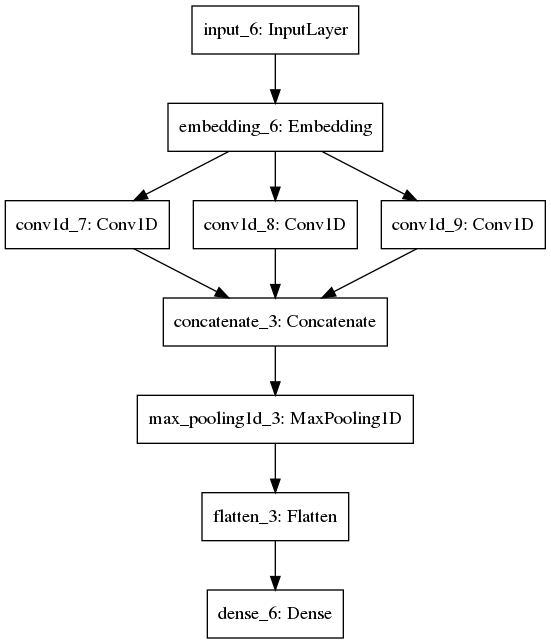 input_6: InputLayer
embedding_6: Embedding
conv1d_7: Conv1D
conv1d_8: Conv1D
conv1d_9: Conv1D
concatenate_3: Concatenate
max_pooling1d_3: MaxPooling1D
flatten_3: Flatten
dense_6: Dense